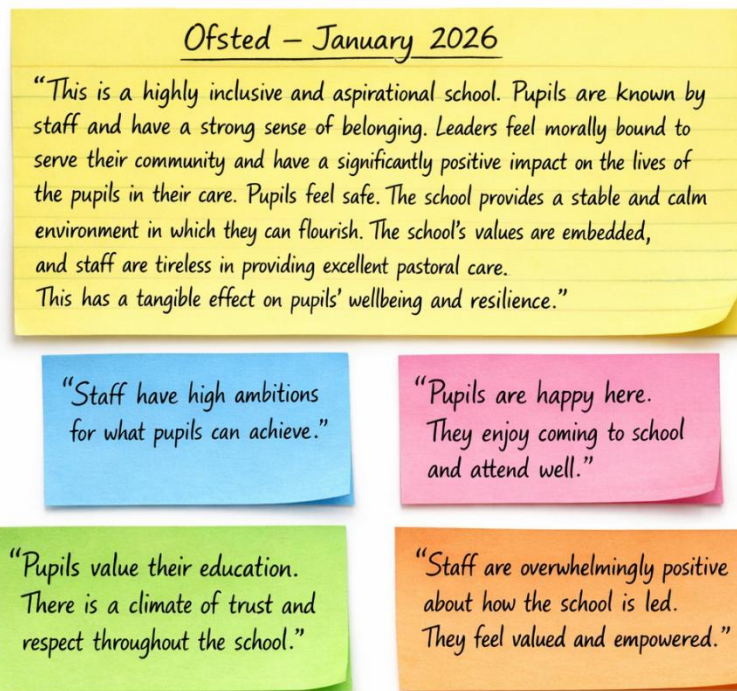 Ofsted – January 2026
“This is a highly inclusive and aspirational school. Pupils are known by
staff and have a strong sense of belonging. Leaders feel morally bound to
serve their community and have a significantly positive impact on the lives of
the pupils in their care. Pupils feel safe. The school provides a stable and calm
environment in which they can flourish. The school’s values are embedded,
and staff are tireless in providing excellent pastoral care.
This has a tangible effect on pupils’ wellbeing and resilience.”
“Staff have high ambitions
for what pupils can achieve.”
“Pupils are happy here.
They enjoy coming to school
and attend well.”
“Pupils value their education.
There is a climate of trust and
respect throughout the school.”
“Staff are overwhelmingly positive
about how the school is led.
They feel valued and empowered.”